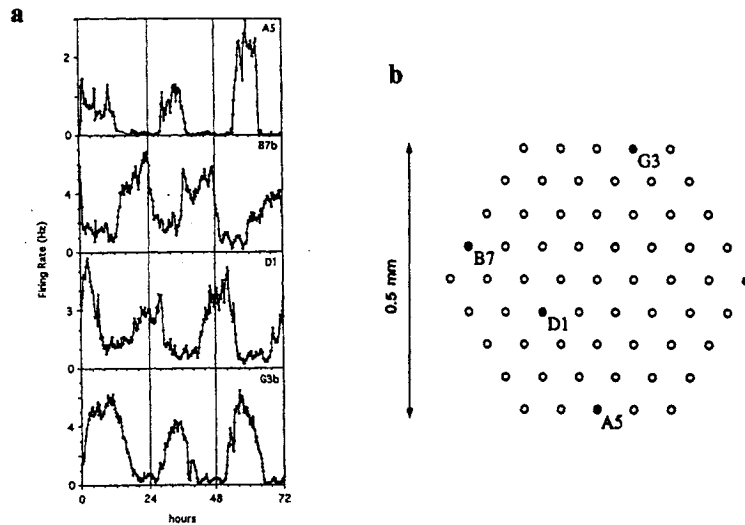 a
A5
2
0
B7b
4
0
D1
3
0
G3b
4
0
Firing Rate (Hz)
0 24 48 72
hours
b
G3
B7
D1
A5
0.5 mm